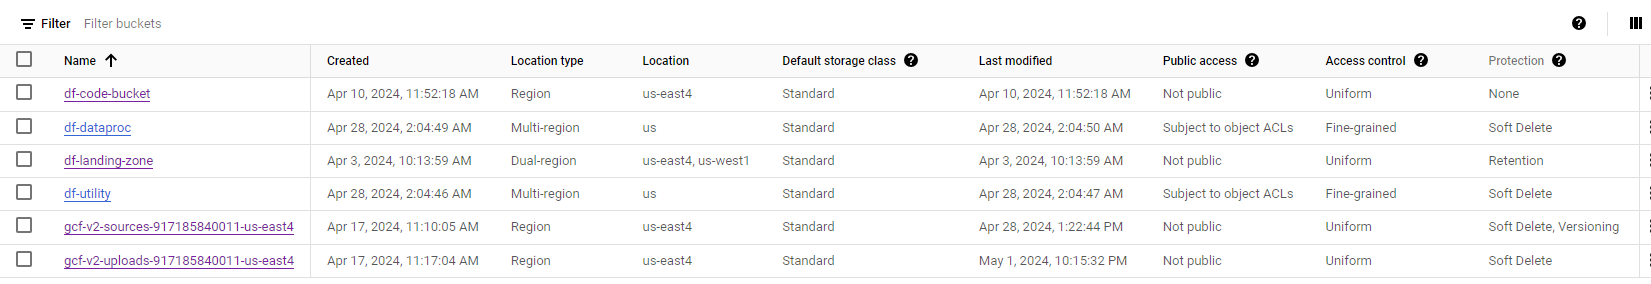 Filter Filter buckets
Name Created Location type Location Default storage class Last modified Public access Access control Protection
df-code-bucket Apr 10, 2024, 11:52:18 AM Region us-east4 Standard Apr 10, 2024, 11:52:18 AM Not public Uniform None
df-dataproc Apr 28, 2024, 2:04:49 AM Multi-region us Standard Apr 28, 2024, 2:04:50 AM Subject to object ACLs Fine-grained Soft Delete
df-landing-zone Apr 3, 2024, 10:13:59 AM Dual-region us-east4, us-west1 Standard Apr 3, 2024, 10:13:59 AM Not public Uniform Retention
df-utility Apr 28, 2024, 2:04:46 AM Multi-region us Standard Apr 28, 2024, 2:04:47 AM Subject to object ACLs Fine-grained Soft Delete
gcf-v2-sources-917185840011-us-east4 Apr 17, 2024, 11:10:05 AM Region us-east4 Standard Apr 28, 2024, 1:22:44 PM Not public Uniform Soft Delete, Versioning
gcf-v2-uploads-917185840011-us-east4 Apr 17, 2024, 11:17:04 AM Region us-east4 Standard May 1, 2024, 10:15:32 PM Not public Uniform Soft Delete